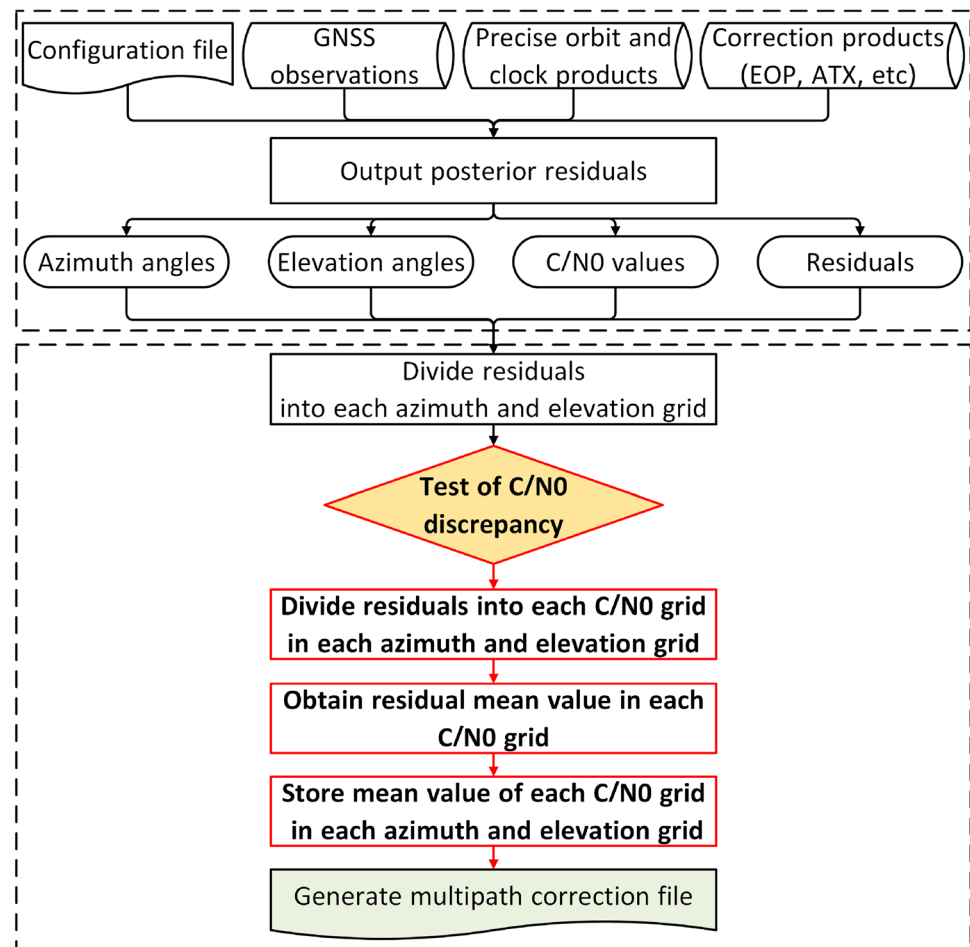 Configuration file
GNSS
observations
Precise orbit and
clock products
Correction products
(EOP, ATX, etc)
Output posterior residuals
Azimuth angles
Elevation angles
C/N0 values
Residuals
Divide residuals
into each azimuth and elevation grid
Test of C/N0
discrepancy
Divide residuals into each C/N0 grid
in each azimuth and elevation grid
Obtain residual mean value in each
C/N0 grid
Store mean value of each C/N0 grid
in each azimuth and elevation grid
Generate multipath correction file